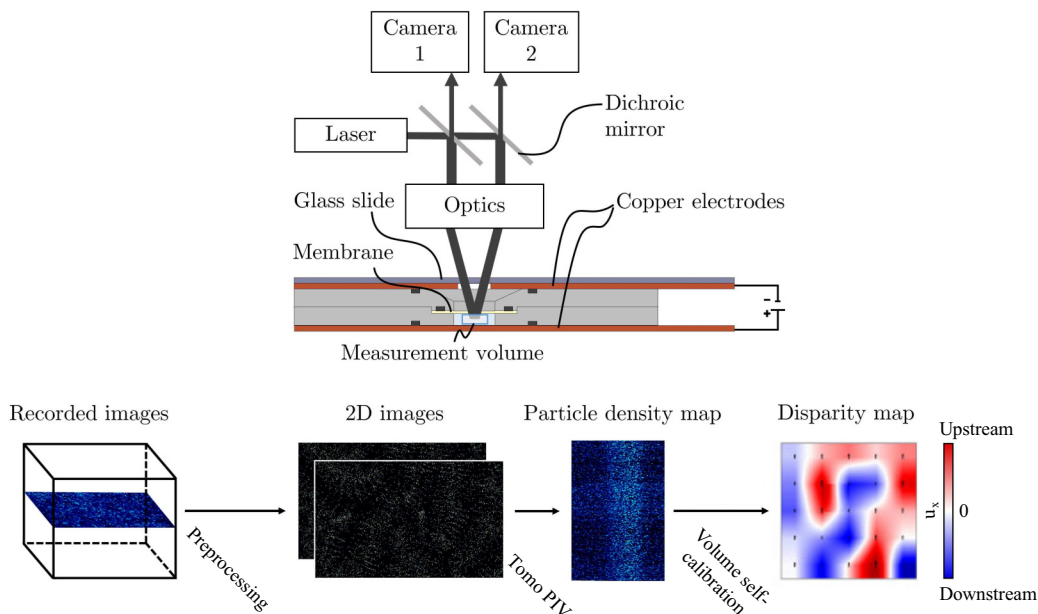 Camera
1
Camera
2
Laser
Dichroic
mirror
Glass slide
Optics
Copper electrodes
Membrane
-
+
Measurement volume
Recorded images
2D images
Particle density map
Disparity map
Upstream
0
u_x
Downstream
Preprocessing
Tomo PIV
Volume self-
calibration